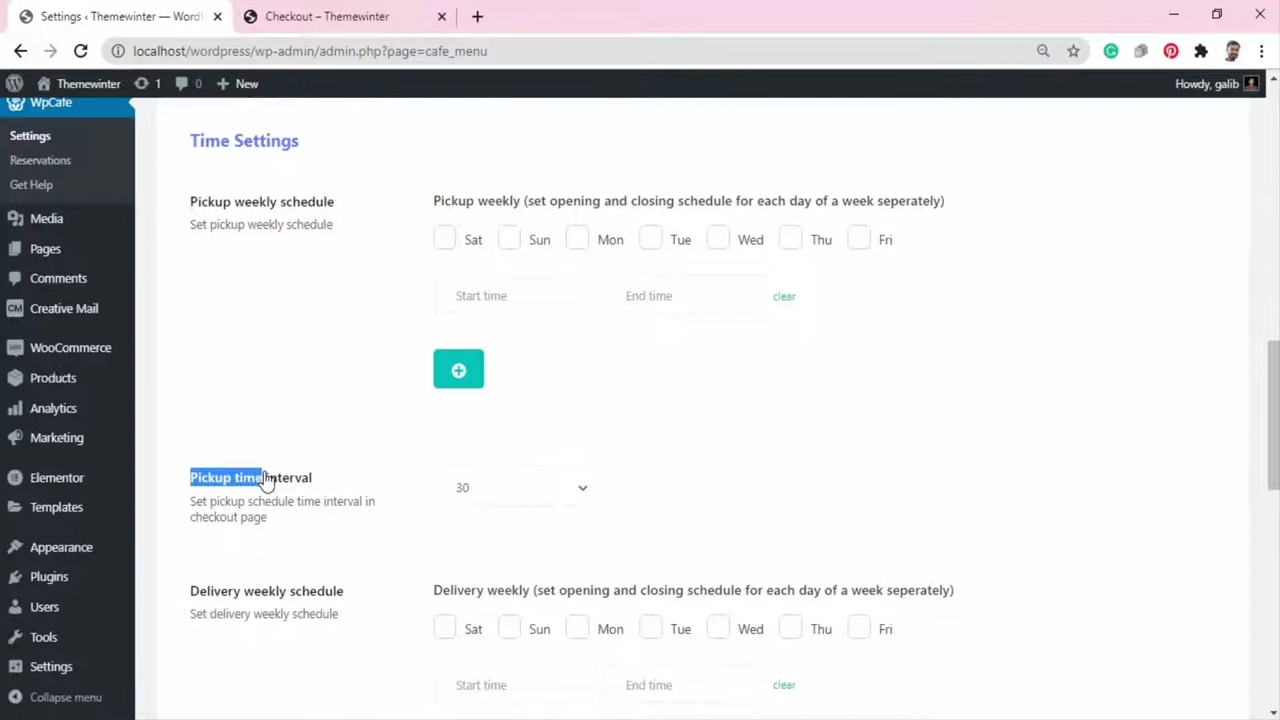 Settings ‹ Themewinter — Word
Checkout – Themewinter
localhost/wordpress/wp-admin/admin.php?page=cafe_menu
Themewinter
1
0
New
Howdy, galib
WpCafe
Settings
Reservations
Get Help
Media
Pages
Comments
CM
Creative Mail
WooCommerce
Products
Analytics
Marketing
Elementor
Templates
Appearance
Plugins
Users
Tools
Settings
Collapse menu
Time Settings
Pickup weekly schedule
Set pickup weekly schedule
Pickup weekly (set opening and closing schedule for each day of a week seperately)
Sat Sun Mon Tue Wed Thu Fri
Start time End time clear
Pickup time interval
Set pickup schedule time interval in
checkout page
30
Delivery weekly schedule
Set delivery weekly schedule
Delivery weekly (set opening and closing schedule for each day of a week seperately)
Sat Sun Mon Tue Wed Thu Fri
Start time End time clear